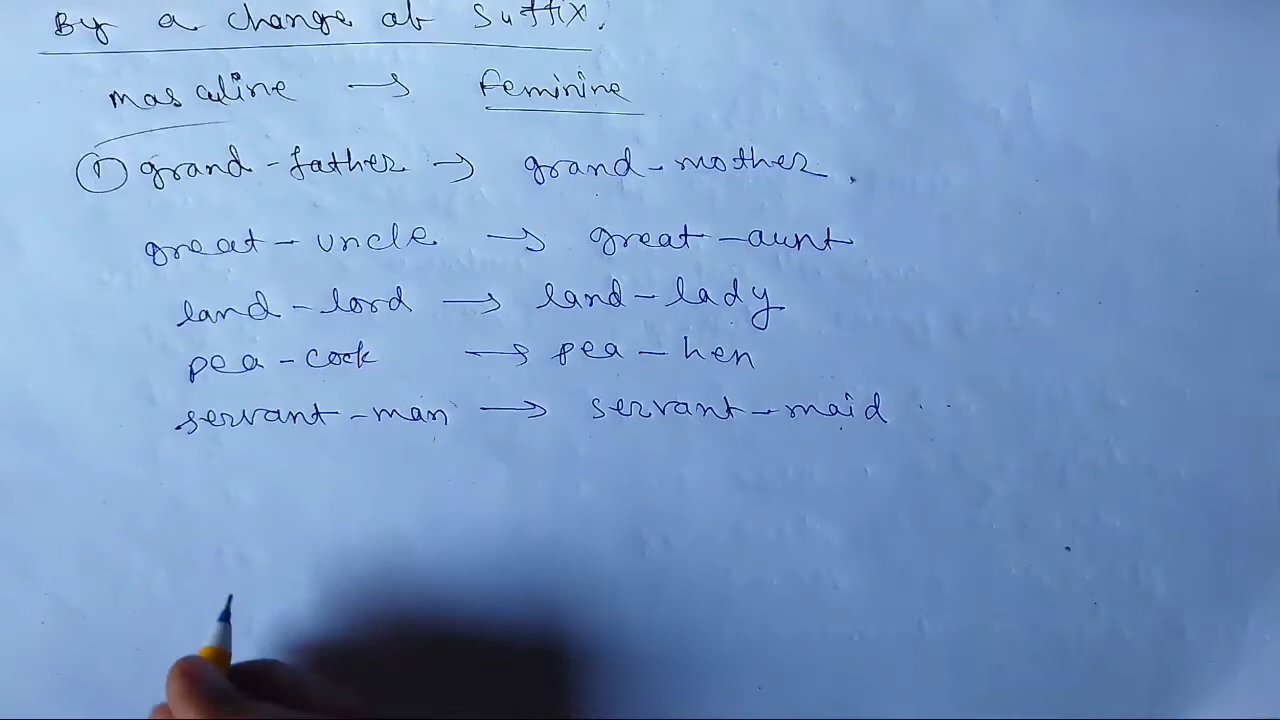 By a change of suffix.
masculine → feminine
① grand-father → grand-mother.
great-uncle → great-aunt
land-lord → land-lady
pea-cock → pea-hen
servant-man → servant-maid